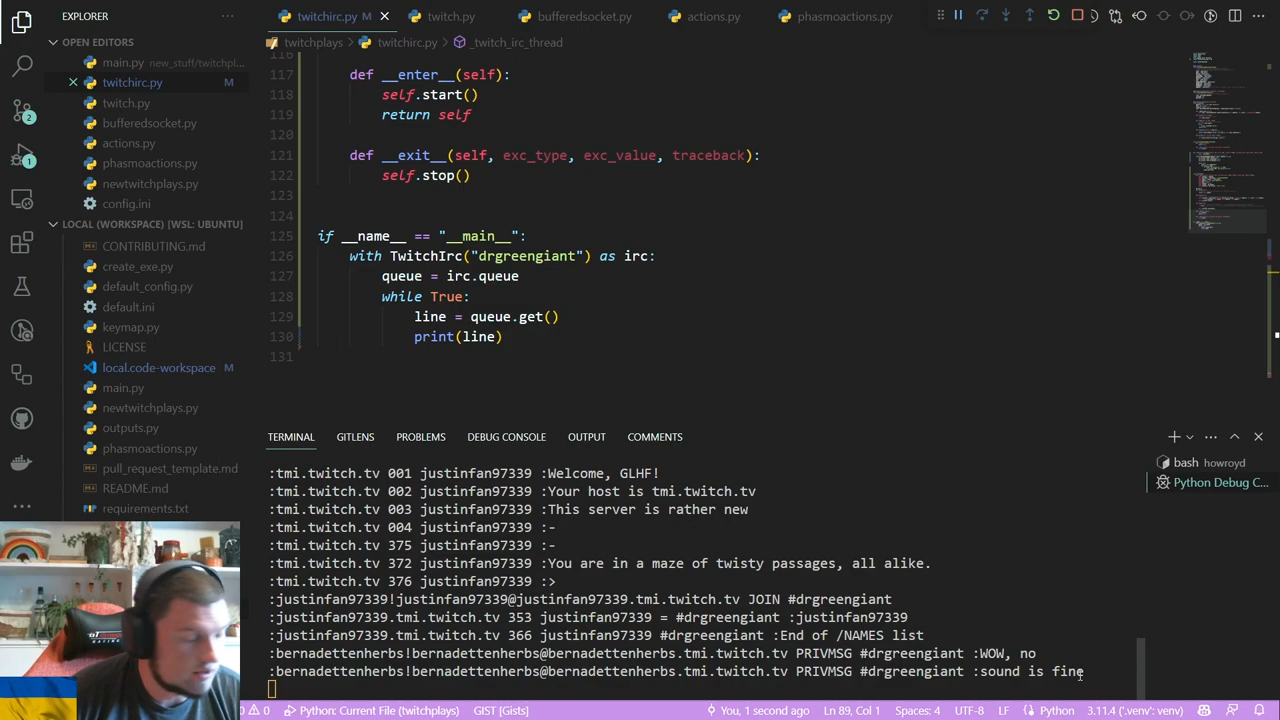 EXPLORER
twitchirc.py M
twitch.py
bufferedsocket.py
actions.py
phasmoactions.py
OPEN EDITORS
main.py new_stuff/twitchpl...
twitchirc.py M
twitch.py
bufferedsocket.py
actions.py
phasmoactions.py
newtwitchplays.py
config.ini
LOCAL (WORKSPACE) [WSL: UBUNTU]
CONTRIBUTING.md
create_exe.py
default_config.py
default.ini
keymap.py
LICENSE
local.code-workspace M
main.py
newtwitchplays.py
outputs.py
phasmoactions.py
pull_request_template.md
README.md
requirements.txt
2
1
twitchplays > twitchirc.py > _twitch_irc_thread
116
117 def __enter__(self):
118 self.start()
119 return self
120
121 def __exit__(self, exc_type, exc_value, traceback):
122 self.stop()
123
124
125 if __name__ == "__main__":
126 with TwitchIrc("drgreengiant") as irc:
127 queue = irc.queue
128 while True:
129 line = queue.get()
130 print(line)
131
TERMINAL GITLENS PROBLEMS DEBUG CONSOLE OUTPUT COMMENTS
bash howroyd
Python Debug C...
:tmi.twitch.tv 001 justinfan97339 :Welcome, GLHF!
:tmi.twitch.tv 002 justinfan97339 :Your host is tmi.twitch.tv
:tmi.twitch.tv 003 justinfan97339 :This server is rather new
:tmi.twitch.tv 004 justinfan97339 :-
:tmi.twitch.tv 375 justinfan97339 :-
:tmi.twitch.tv 372 justinfan97339 :You are in a maze of twisty passages, all alike.
:tmi.twitch.tv 376 justinfan97339 :>
:justinfan97339!justinfan97339@justinfan97339.tmi.twitch.tv JOIN #drgreengiant
:justinfan97339.tmi.twitch.tv 353 justinfan97339 = #drgreengiant :justinfan97339
:justinfan97339.tmi.twitch.tv 366 justinfan97339 #drgreengiant :End of /NAMES list
:bernadettenherbs!bernadettenherbs@bernadettenherbs.tmi.twitch.tv PRIVMSG #drgreengiant :WOW, no
:bernadettenherbs!bernadettenherbs@bernadettenherbs.tmi.twitch.tv PRIVMSG #drgreengiant :sound is fine
0 Python: Current File (twitchplays) GIST [Gists] You, 1 second ago Ln 89, Col 1 Spaces: 4 UTF-8 LF Python 3.11.4 ('.venv': venv)